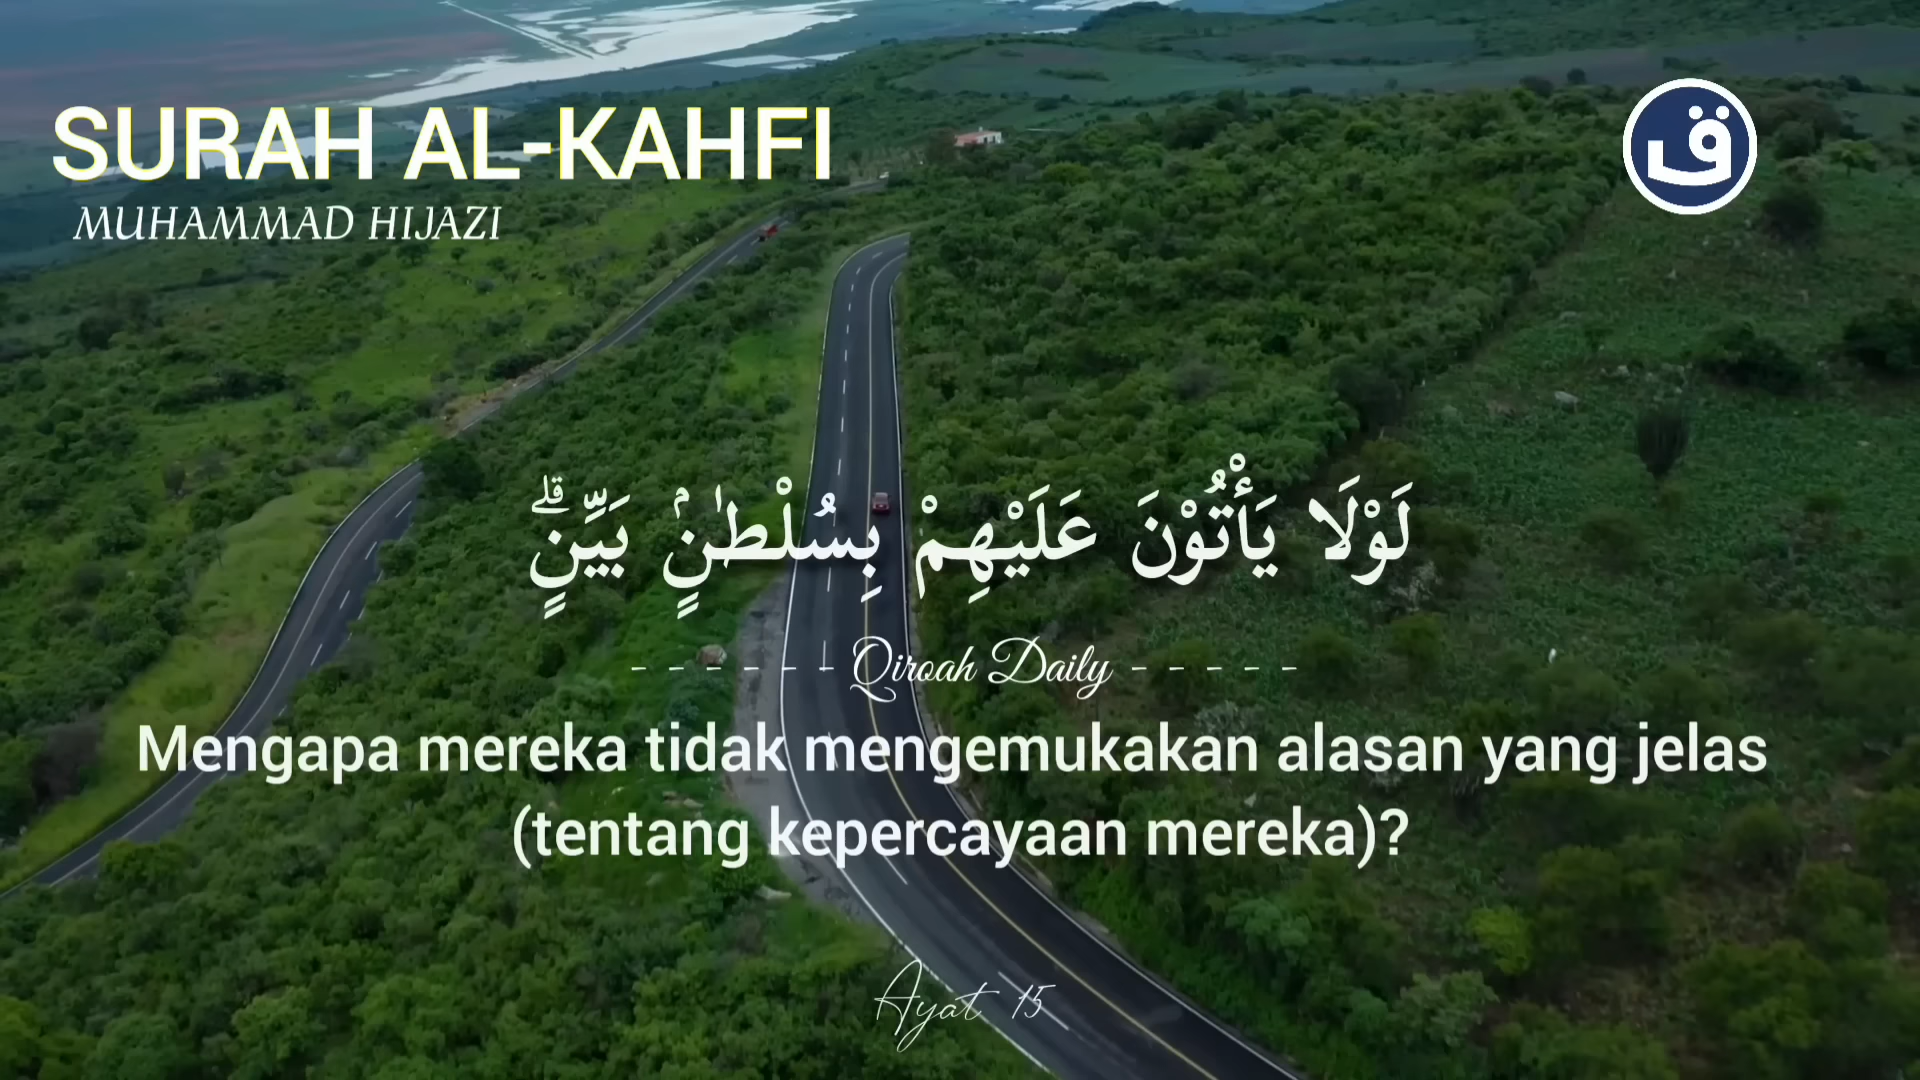 SURAH AL-KAHFI
MUHAMMAD HIJAZI
ق
لَوْلَا يَأْتُوْنَ عَلَيْهِمْ بِسُلْطٰنٍۢ بَيِّنٍۗ
- - - - - - - Qiroah Daily - - - - -
Mengapa mereka tidak mengemukakan alasan yang jelas
(tentang kepercayaan mereka)?
Ayat 15